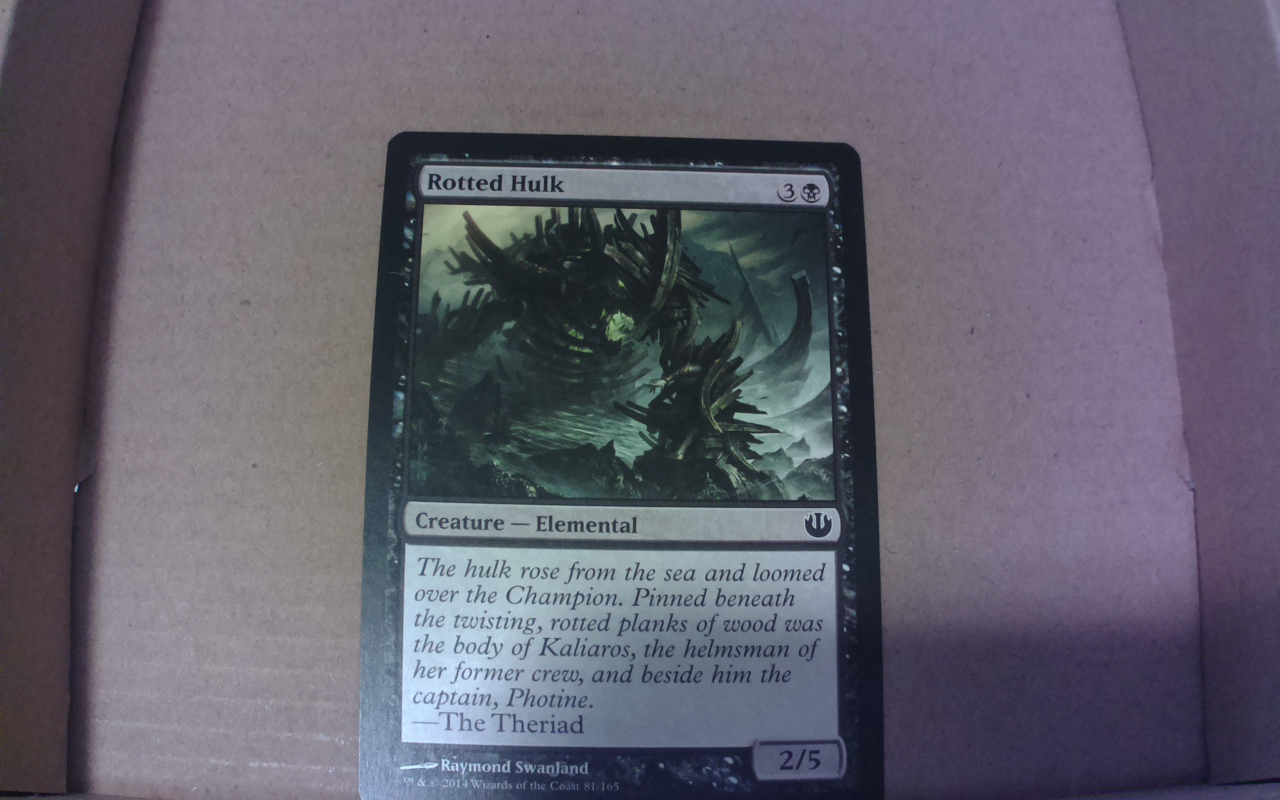 Rotted Hulk 3
Creature — Elemental
The hulk rose from the sea and loomed
over the Champion. Pinned beneath
the twisting, rotted planks of wood was
the body of Kaliaros, the helmsman of
her former crew, and beside him the
captain, Photine.
—The Theriad
2/5
Raymond Swanland
™ & © 2014 Wizards of the Coast 81/165